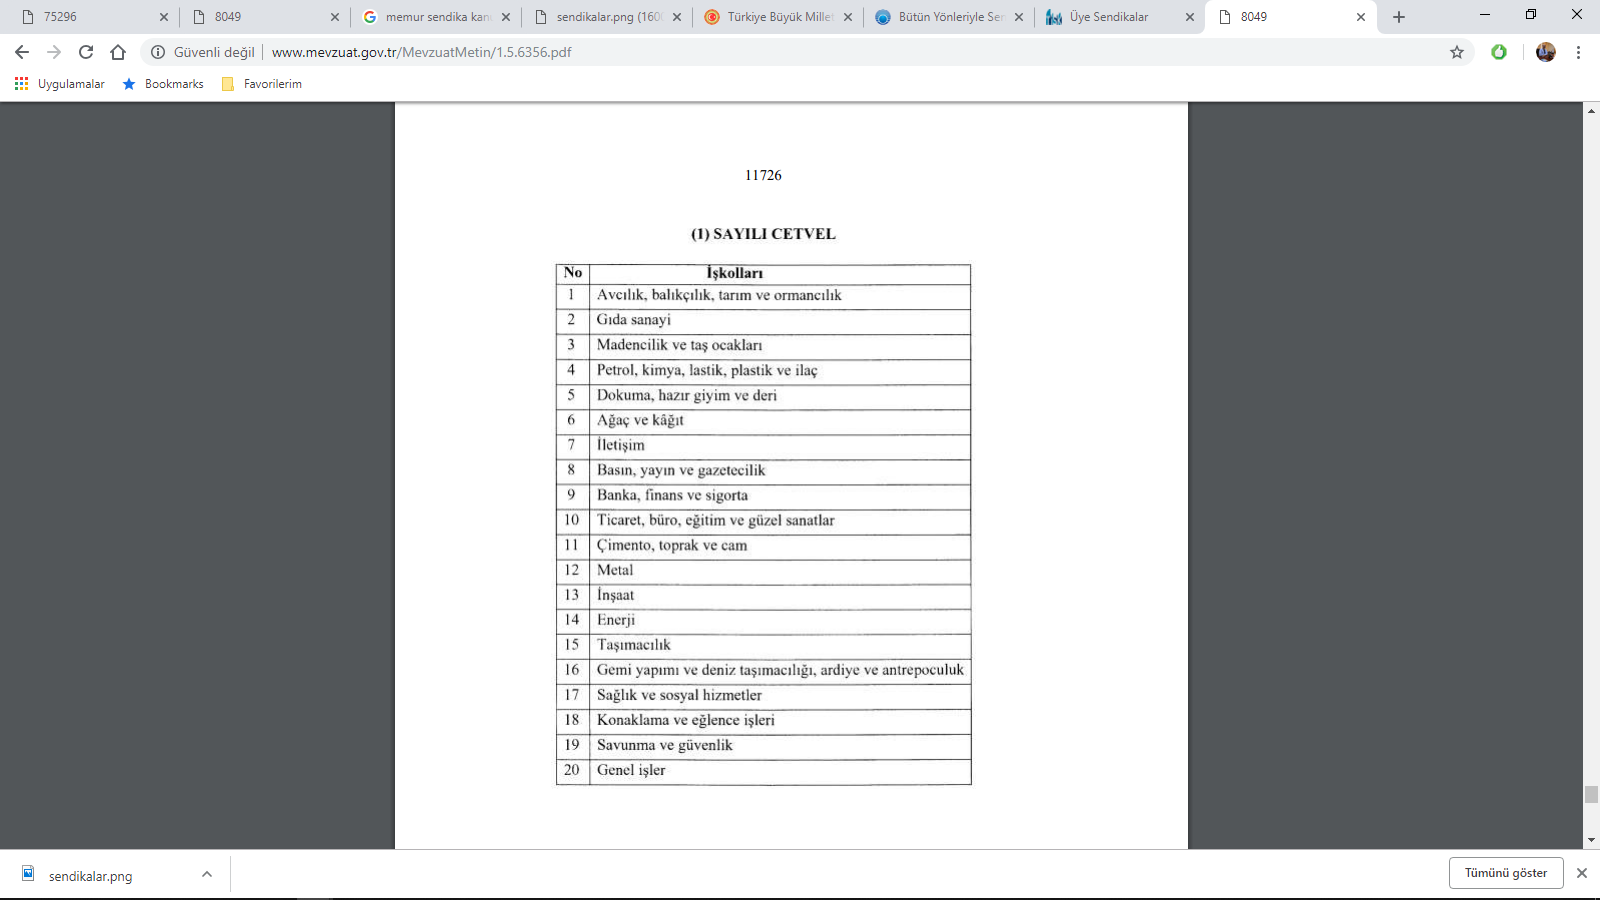 75296
8049
memur sendika kan
sendikalar.png (160
Türkiye Büyük Millet
Bütün Yönleriyle Sen
Üye Sendikalar
8049
Güvenli değil
www.mevzuat.gov.tr/MevzuatMetin/1.5.6356.pdf
Uygulamalar
Bookmarks
Favorilerim
11726
(1) SAYILI CETVEL
No İşkolları
1 Avcılık, balıkçılık, tarım ve ormancılık
2 Gıda sanayi
3 Madencilik ve taş ocakları
4 Petrol, kimya, lastik, plastik ve ilaç
5 Dokuma, hazır giyim ve deri
6 Ağaç ve kâğıt
7 İletişim
8 Basın, yayın ve gazetecilik
9 Banka, finans ve sigorta
10 Ticaret, büro, eğitim ve güzel sanatlar
11 Çimento, toprak ve cam
12 Metal
13 İnşaat
14 Enerji
15 Taşımacılık
16 Gemi yapımı ve deniz taşımacılığı, ardiye ve antrepoculuk
17 Sağlık ve sosyal hizmetler
18 Konaklama ve eğlence işleri
19 Savunma ve güvenlik
20 Genel işler
sendikalar.png
Tümünü göster